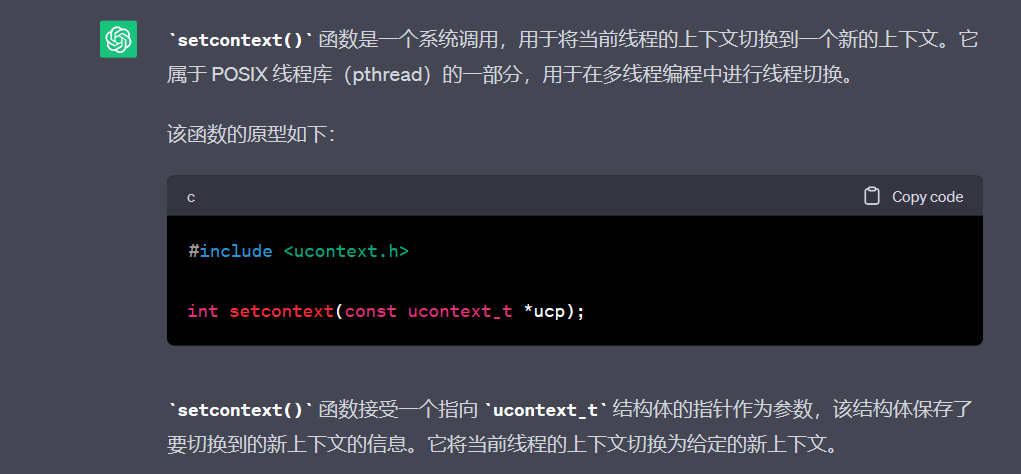 `setcontext()` 函数是一个系统调用，用于将当前线程的上下文切换到一个新的上下文。它
属于 POSIX 线程库（pthread）的一部分，用于在多线程编程中进行线程切换。
该函数的原型如下：
c Copy code
#include <ucontext.h>
int setcontext(const ucontext_t *ucp);
`setcontext()` 函数接受一个指向 `ucontext_t` 结构体的指针作为参数，该结构体保存了
要切换到的新上下文的信息。它将当前线程的上下文切换为给定的新上下文。